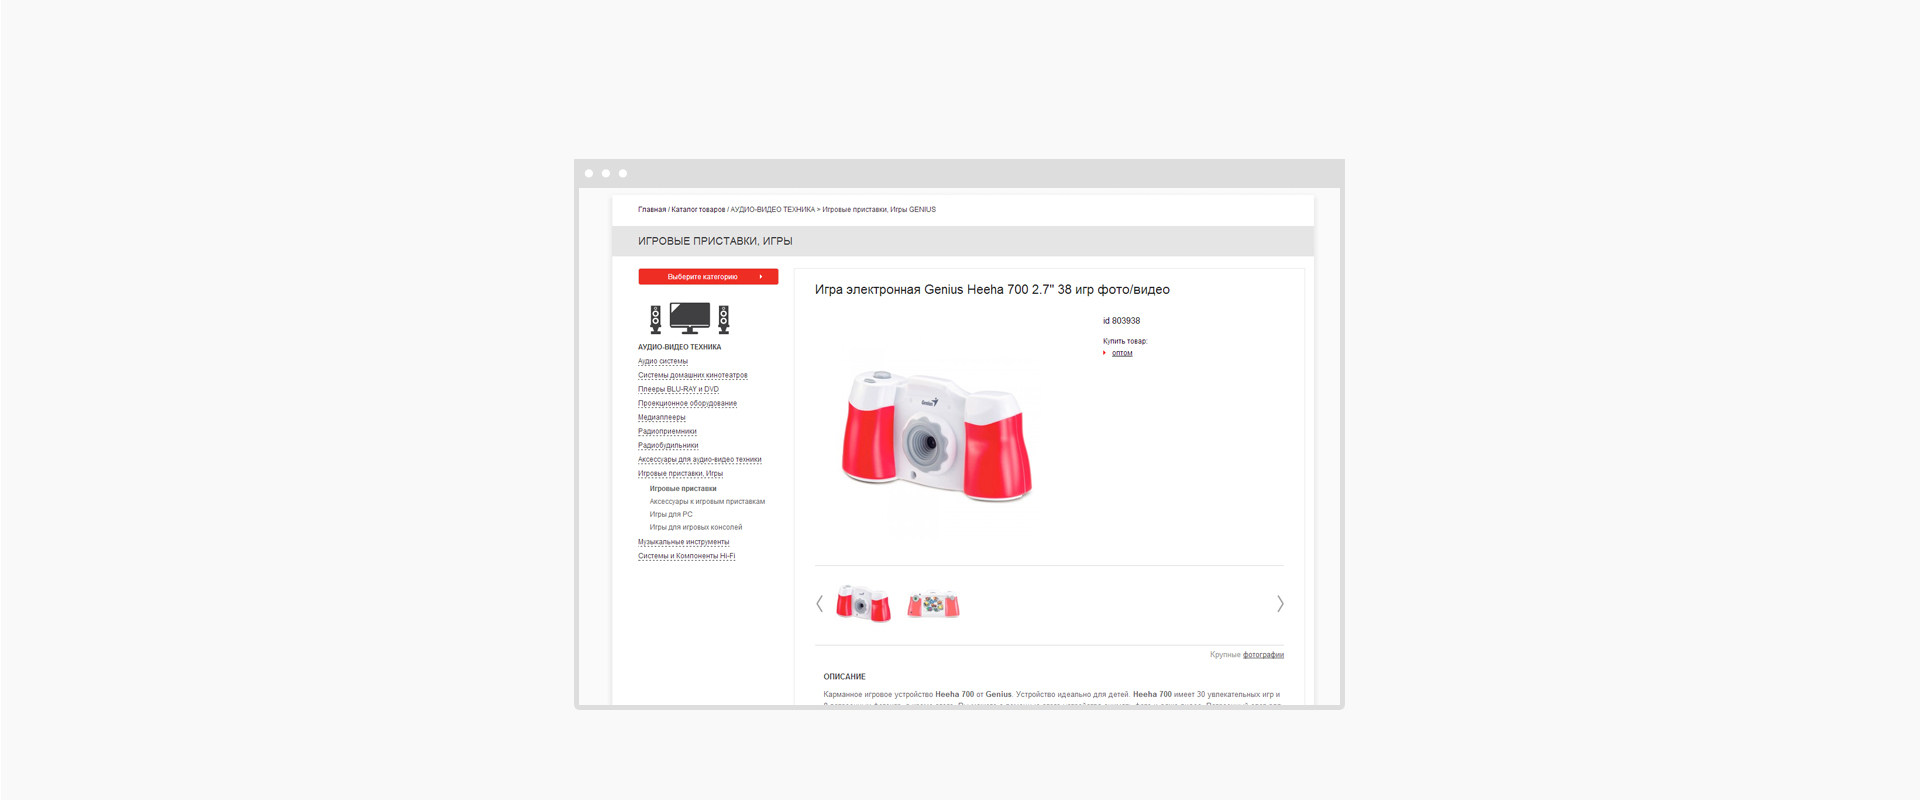 Главная / Каталог товаров / АУДИО-ВИДЕО ТЕХНИКА > Игровые приставки, Игры GENIUS
ИГРОВЫЕ ПРИСТАВКИ, ИГРЫ
Выберите категорию
АУДИО-ВИДЕО ТЕХНИКА
Аудио системы
Системы домашних кинотеатров
Плееры BLU-RAY и DVD
Проекционное оборудование
Медиаплееры
Радиоприемники
Радиобудильники
Аксессуары для аудио-видео техники
Игровые приставки, Игры
Игровые приставки
Аксессуары к игровым приставкам
Игры для PC
Игры для игровых консолей
Музыкальные инструменты
Системы и Компоненты Hi-Fi
Игра электронная Genius Heeha 700 2.7" 38 игр фото/видео
id 803938
Купить товар:
оптом
Genius
Крупные фотографии
ОПИСАНИЕ
Карманное игровое устройство Heeha 700 от Genius. Устройство идеально для детей. Heeha 700 имеет 30 увлекательных игр и